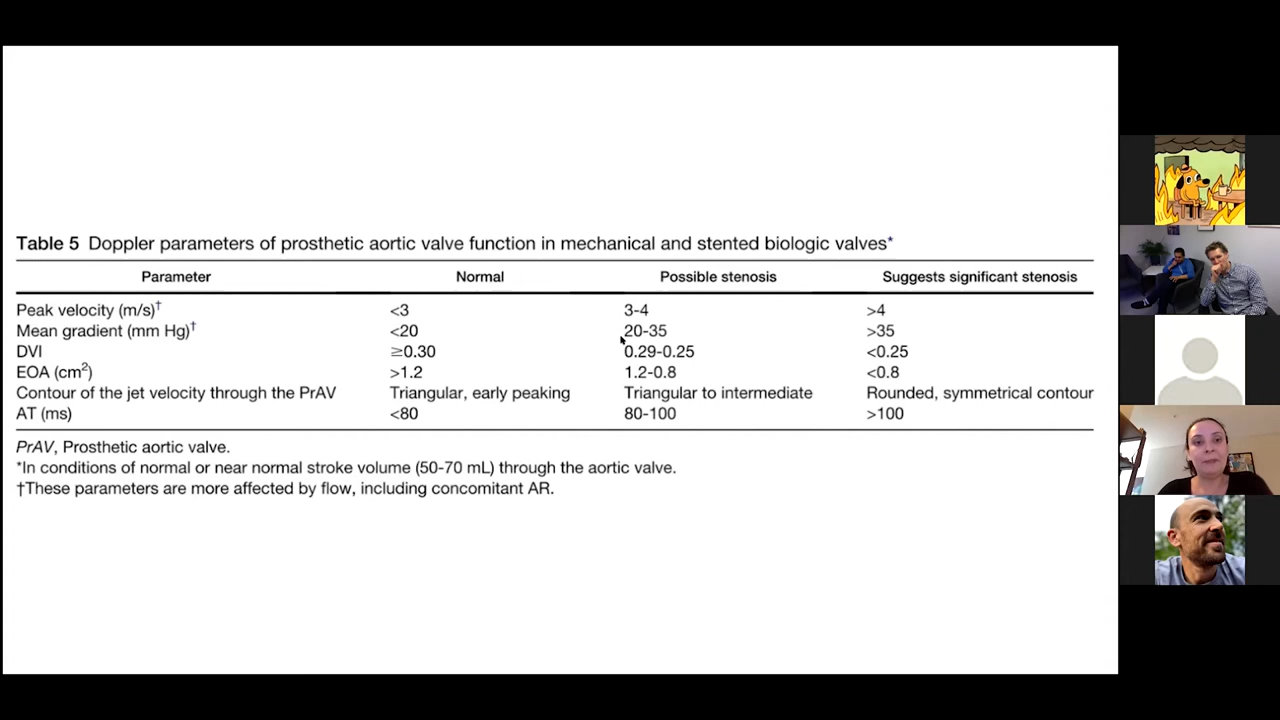 Table 5 Doppler parameters of prosthetic aortic valve function in mechanical and stented biologic valves*
Parameter Normal Possible stenosis Suggests significant stenosis
Peak velocity (m/s)† <3 3-4 >4
Mean gradient (mm Hg)† <20 20-35 >35
DVI ≥0.30 0.29-0.25 <0.25
EOA (cm²) >1.2 1.2-0.8 <0.8
Contour of the jet velocity through the PrAV Triangular, early peaking Triangular to intermediate Rounded, symmetrical contour
AT (ms) <80 80-100 >100
PrAV, Prosthetic aortic valve.
*In conditions of normal or near normal stroke volume (50-70 mL) through the aortic valve.
†These parameters are more affected by flow, including concomitant AR.